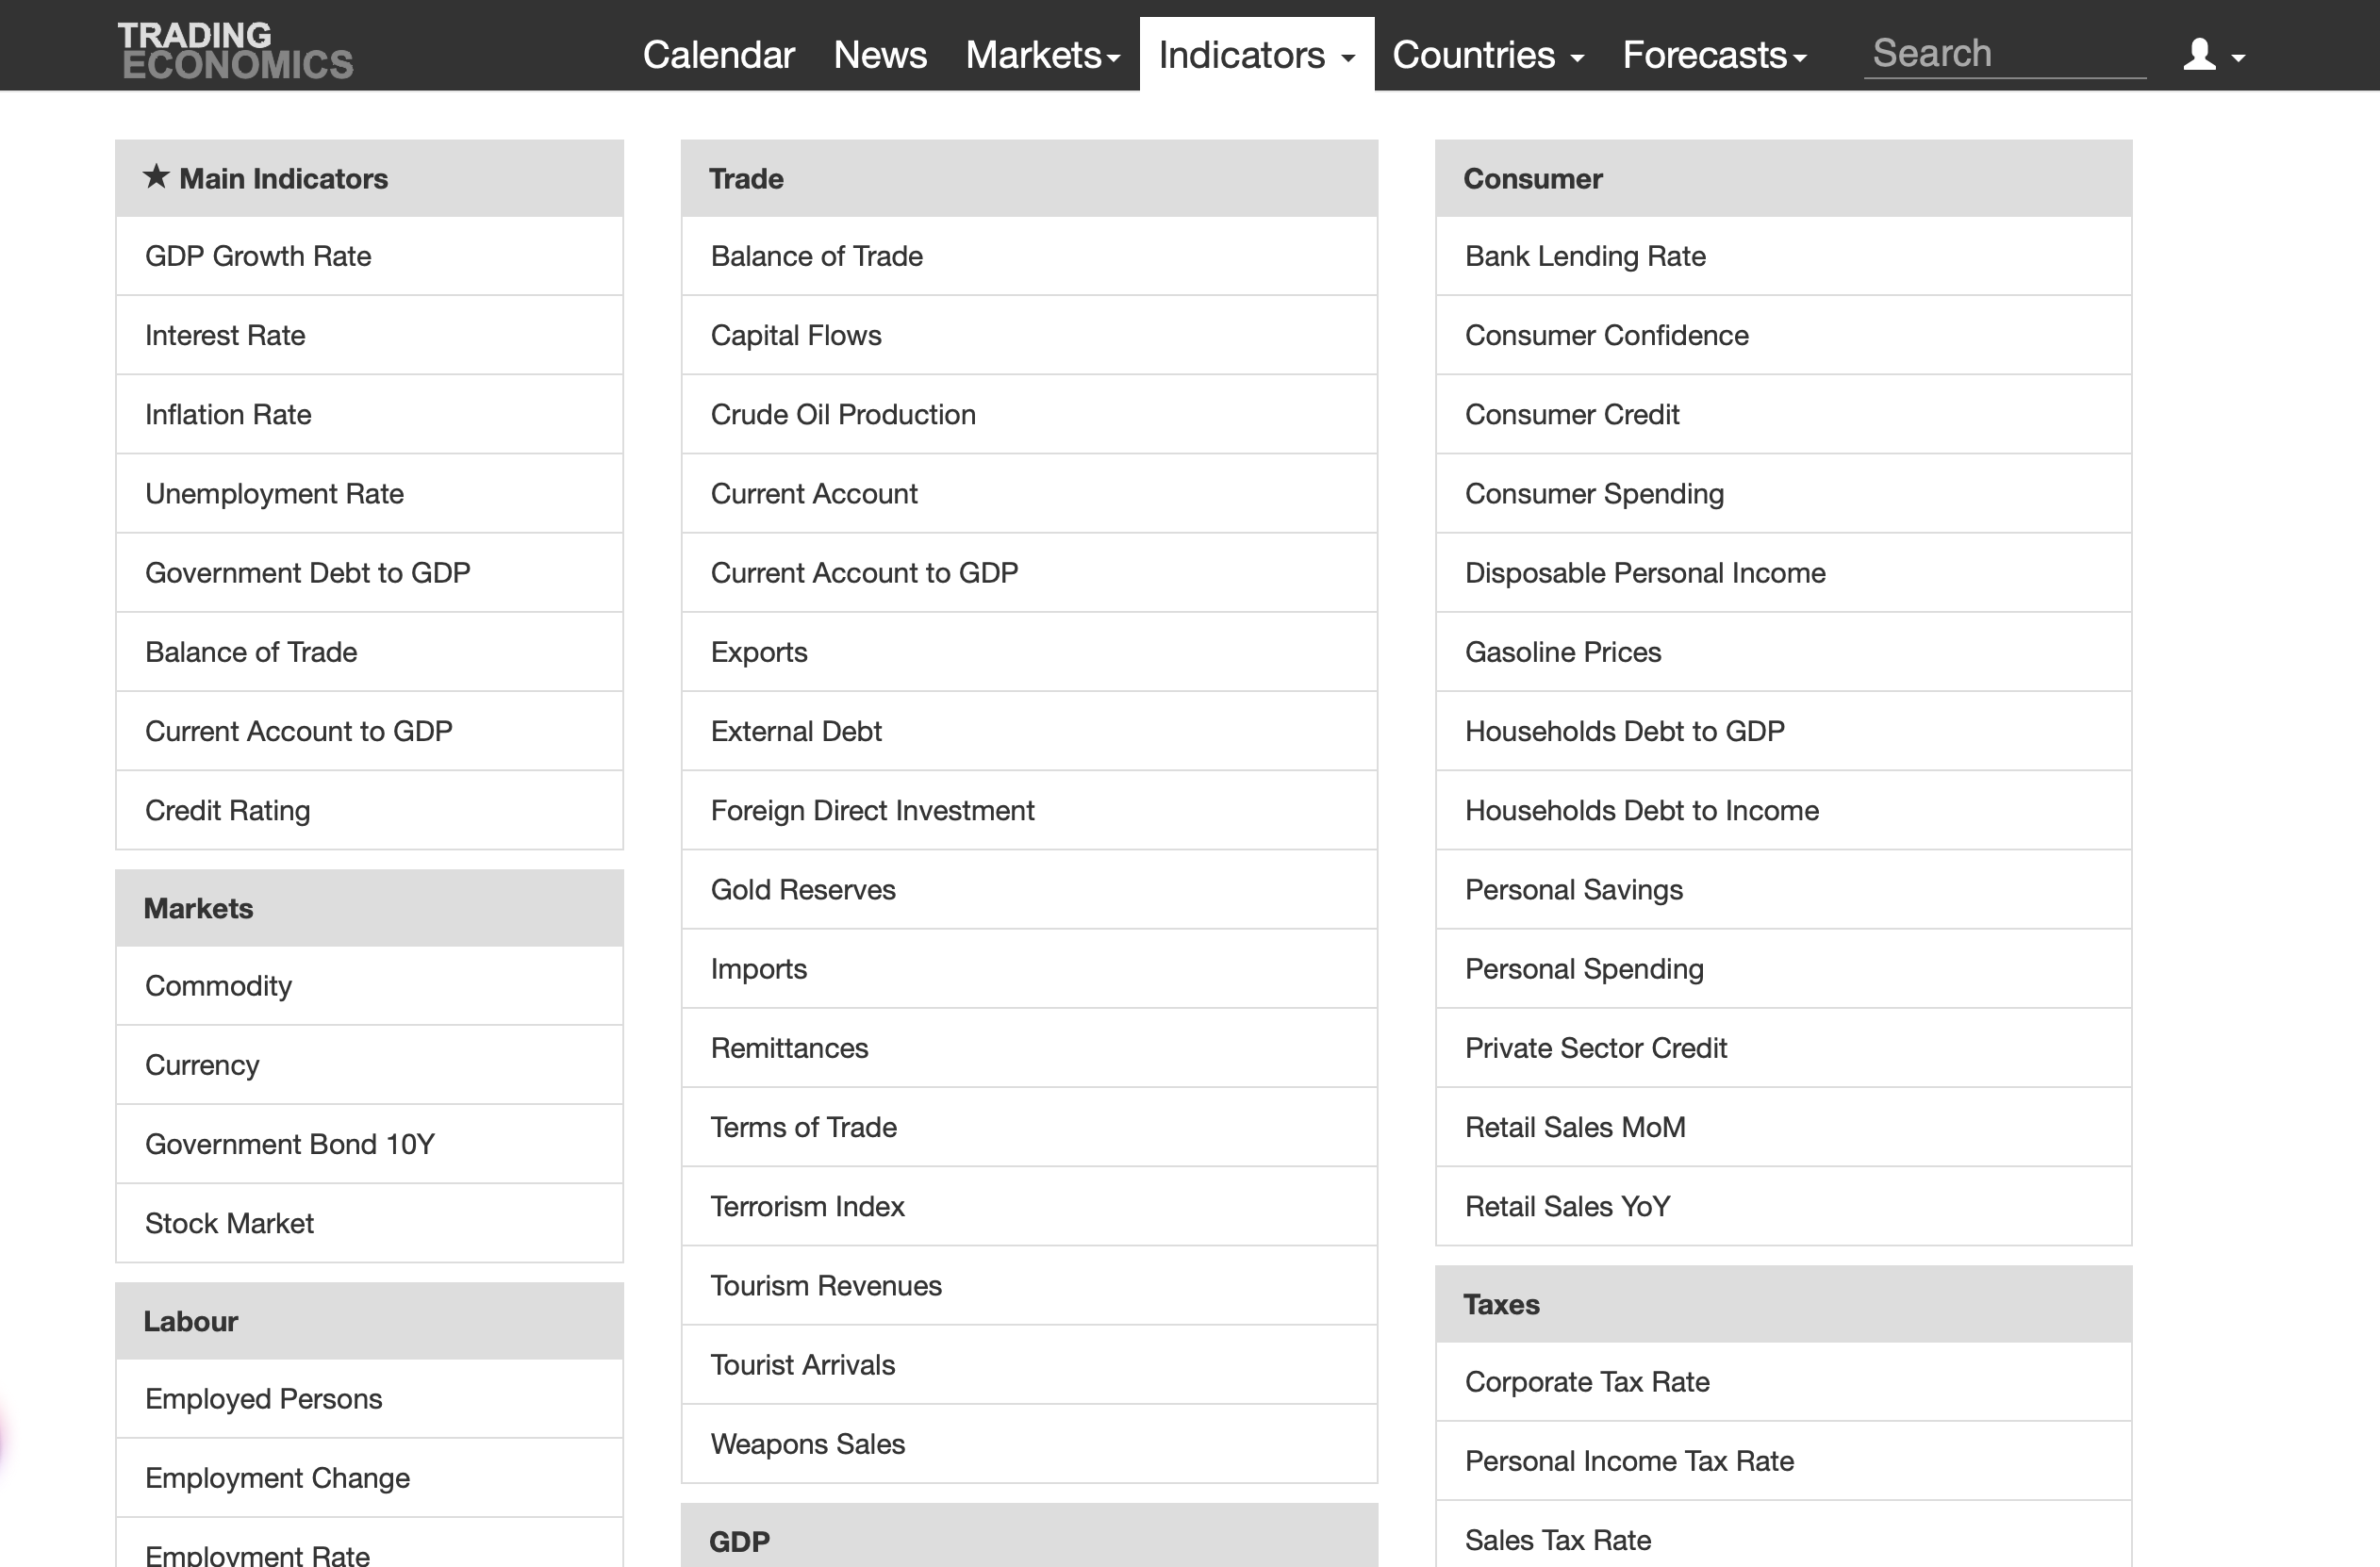 TRADING
ECONOMICS
Calendar News Markets Indicators Countries Forecasts Search
★ Main Indicators
GDP Growth Rate
Interest Rate
Inflation Rate
Unemployment Rate
Government Debt to GDP
Balance of Trade
Current Account to GDP
Credit Rating
Markets
Commodity
Currency
Government Bond 10Y
Stock Market
Labour
Employed Persons
Employment Change
Employment Rate
Trade
Balance of Trade
Capital Flows
Crude Oil Production
Current Account
Current Account to GDP
Exports
External Debt
Foreign Direct Investment
Gold Reserves
Imports
Remittances
Terms of Trade
Terrorism Index
Tourism Revenues
Tourist Arrivals
Weapons Sales
GDP
Consumer
Bank Lending Rate
Consumer Confidence
Consumer Credit
Consumer Spending
Disposable Personal Income
Gasoline Prices
Households Debt to GDP
Households Debt to Income
Personal Savings
Personal Spending
Private Sector Credit
Retail Sales MoM
Retail Sales YoY
Taxes
Corporate Tax Rate
Personal Income Tax Rate
Sales Tax Rate